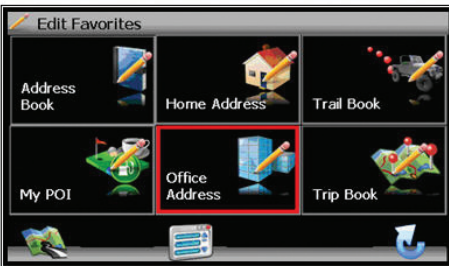 Edit Favorites
Address
Book
Home Address
Trail Book
My POI
Office
Address
Trip Book